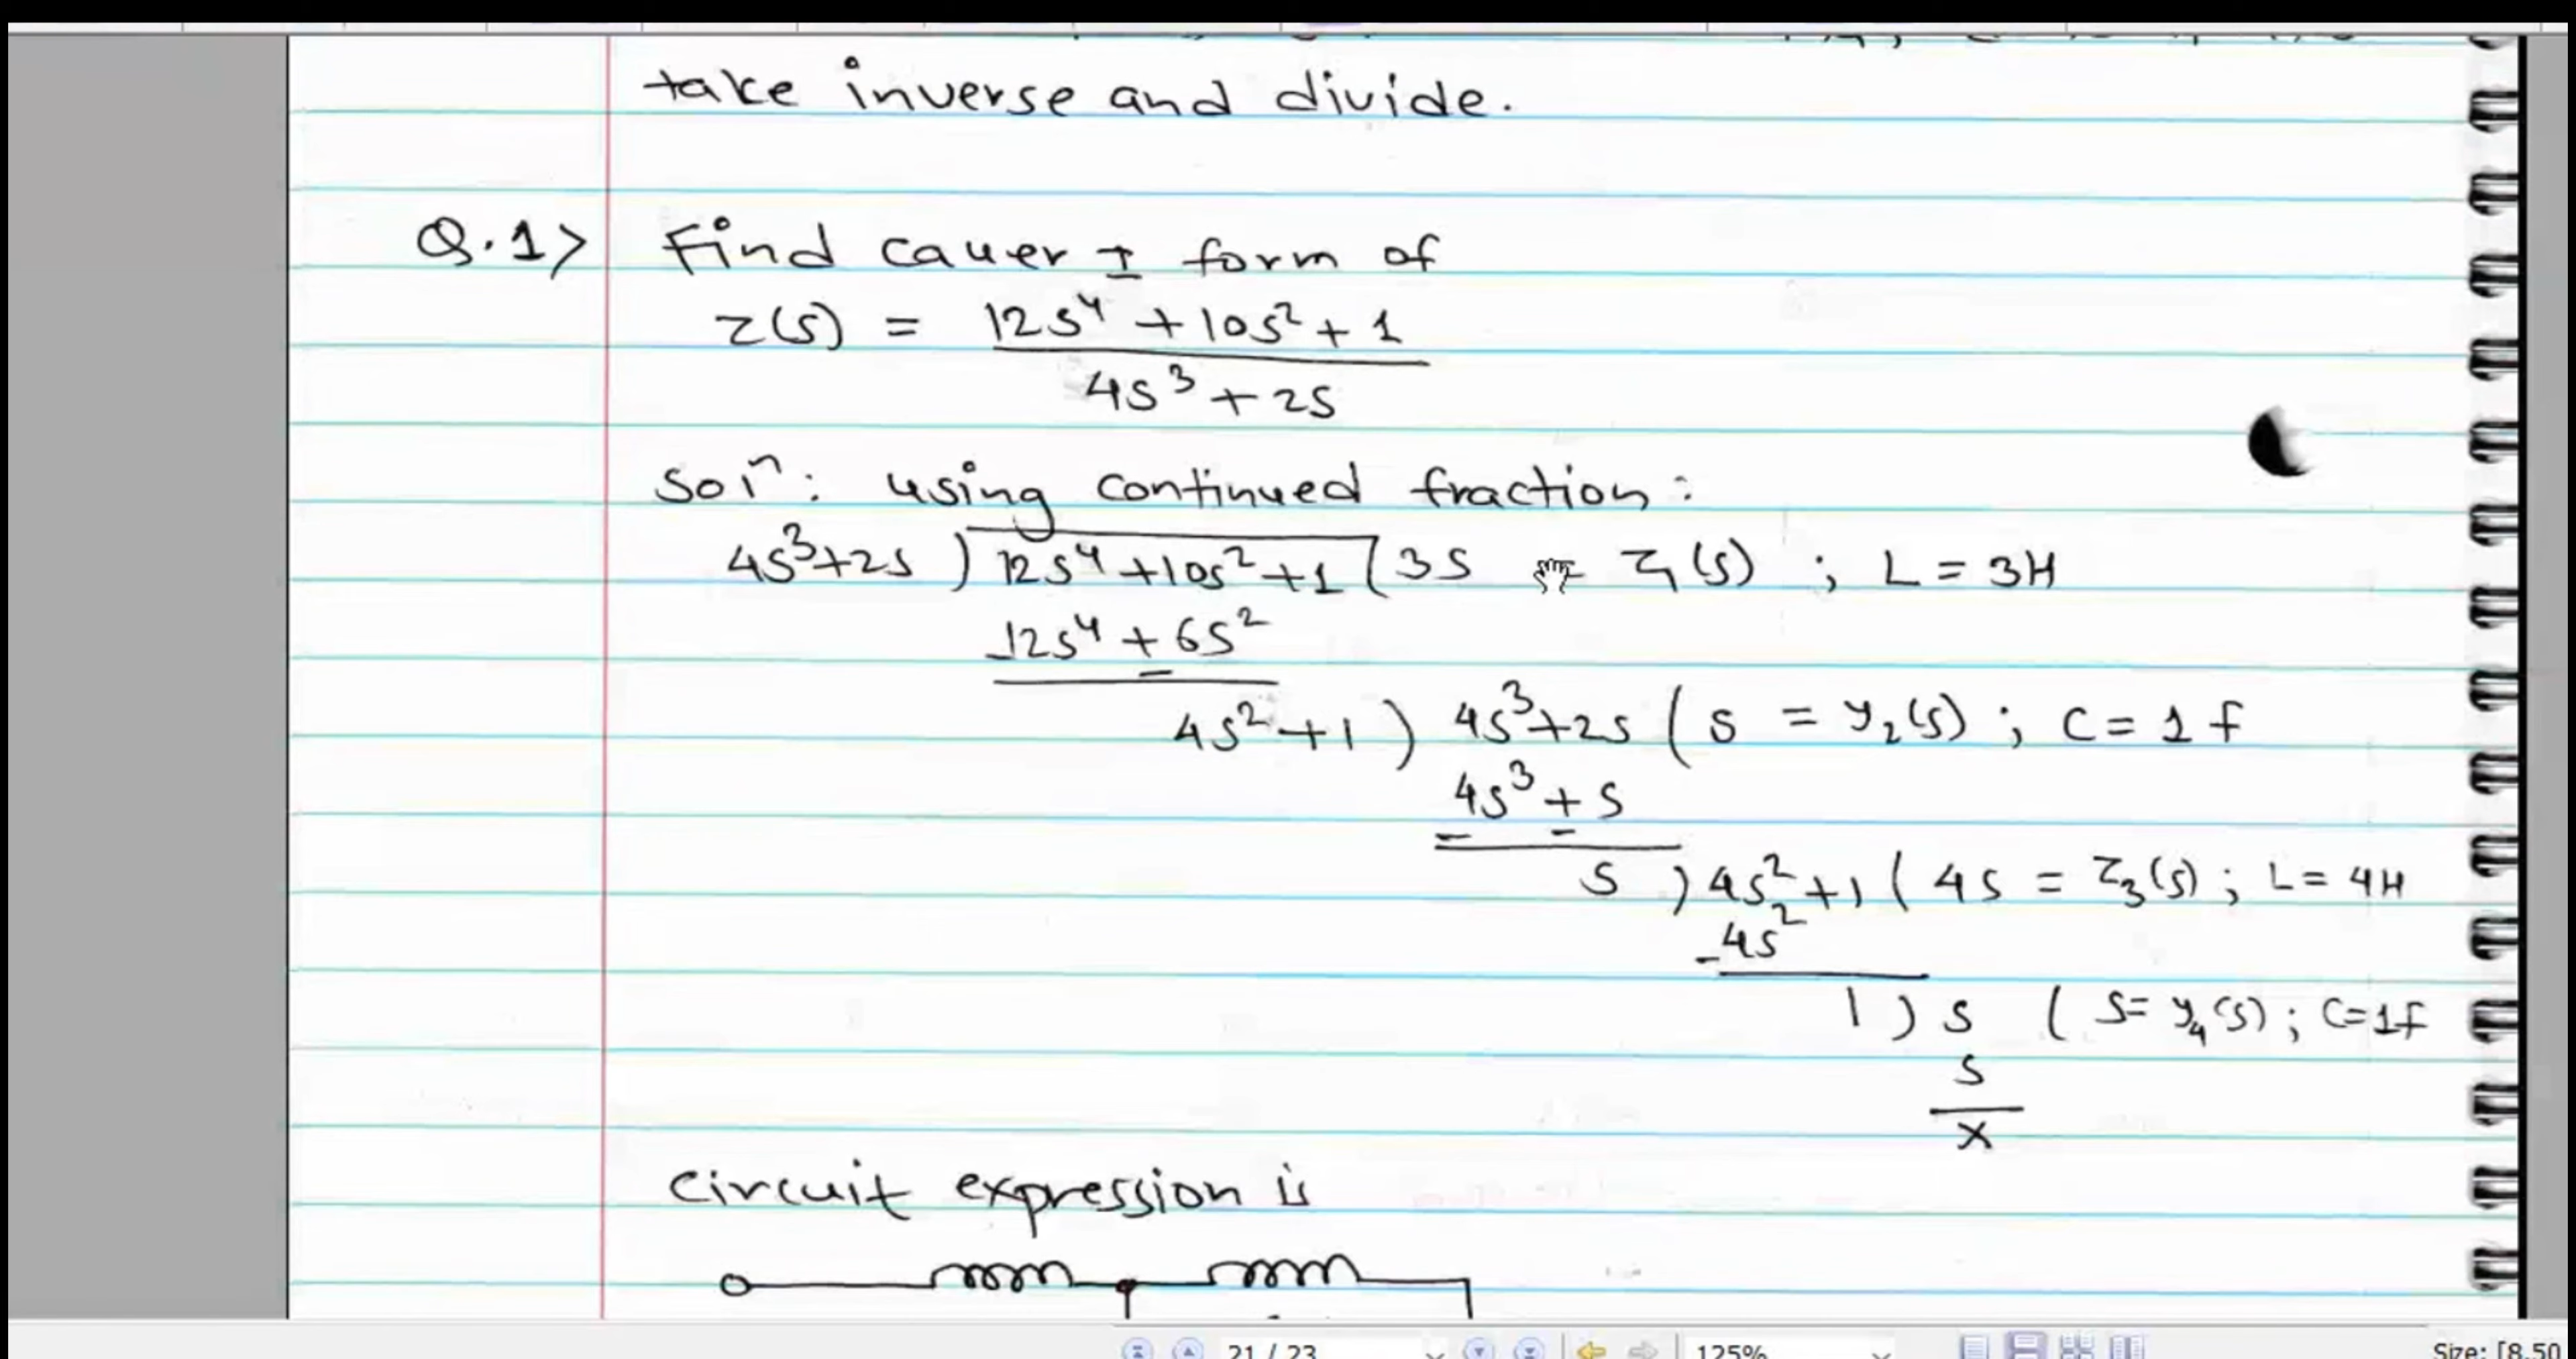 take inverse and divide.
Q.1> Find cauer I form of
z(s) = 12s⁴ + 10s² + 1
4s³ + 2s
Solⁿ: using continued fraction:
4s³+2s ) 12s⁴ + 10s² + 1 ( 3s = Z₁(s) ; L = 3H
- 12s⁴ + 6s²
-
4s² + 1 ) 4s³+2s ( s = y₂(s) ; C = 1 f
4s³ + s
- -
s ) 4s²+1 ( 4s = Z₃(s) ; L = 4H
- 4s²
1 ) s ( s = y₄(s) ; C=1f
s
x
circuit expression is
21 / 23 125% Size: [8.50